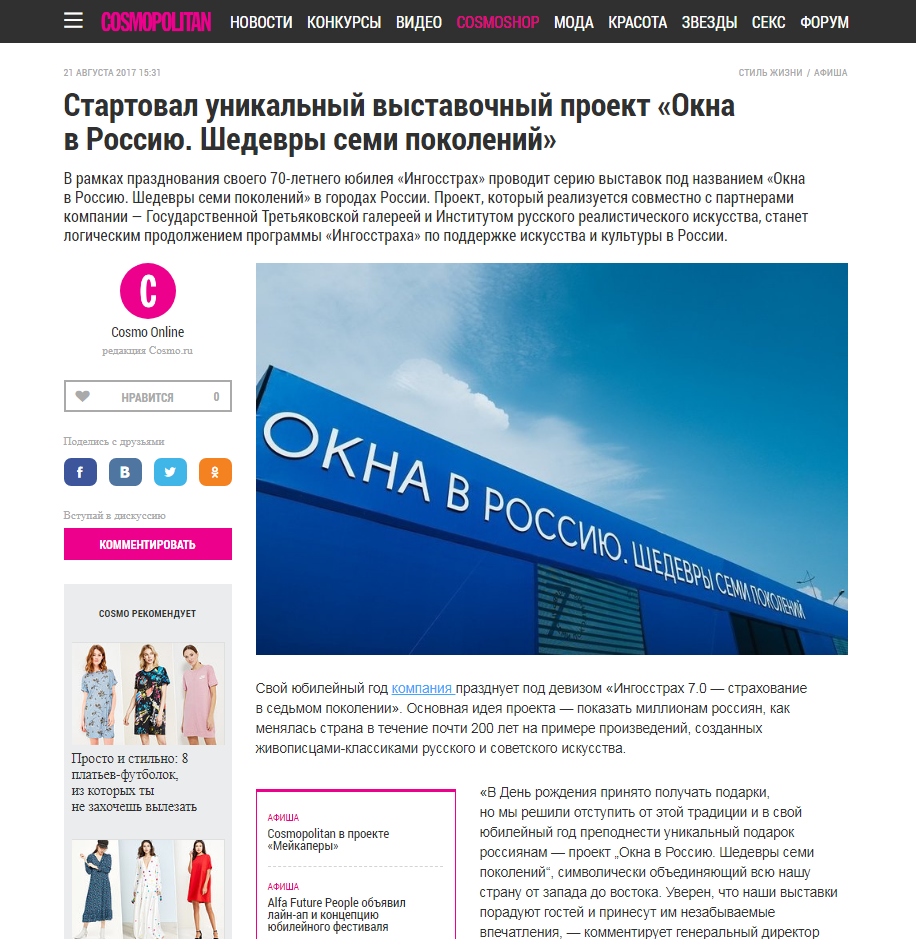 COSMOPOLITAN НОВОСТИ КОНКУРСЫ ВИДЕО COSMOSHOP МОДА КРАСОТА ЗВЕЗДЫ СЕКС ФОРУМ
21 АВГУСТА 2017 15:31
СТИЛЬ ЖИЗНИ / АФИША
Стартовал уникальный выставочный проект «Окна
в Россию. Шедевры семи поколений»
В рамках празднования своего 70-летнего юбилея «Ингосстрах» проводит серию выставок под названием «Окна
в Россию. Шедевры семи поколений» в городах России. Проект, который реализуется совместно с партнерами
компании — Государственной Третьяковской галереей и Институтом русского реалистического искусства, станет
логическим продолжением программы «Ингосстраха» по поддержке искусства и культуры в России.
C
Cosmo Online
редакция Cosmo.ru
НРАВИТСЯ 0
Поделись с друзьями
f В
Вступай в дискуссию
КОММЕНТИРОВАТЬ
COSMO РЕКОМЕНДУЕТ
Просто и стильно: 8
платьев-футболок,
из которых ты
не захочешь вылезать
ОКНА В РОССИЮ. ШЕДЕВРЫ СЕМИ ПОКОЛЕНИЙ
7
Свой юбилейный год компания празднует под девизом «Ингосстрах 7.0 — страхование
в седьмом поколении». Основная идея проекта — показать миллионам россиян, как
менялась страна в течение почти 200 лет на примере произведений, созданных
живописцами-классиками русского и советского искусства.
АФИША
Cosmopolitan в проекте
«Мейкаперы»
АФИША
Alfa Future People объявил
лайн-ап и концепцию
юбилейного фестиваля
«В День рождения принято получать подарки,
но мы решили отступить от этой традиции и в свой
юбилейный год преподнести уникальный подарок
россиянам — проект „Окна в Россию. Шедевры семи
поколений“, символически объединяющий всю нашу
страну от запада до востока. Уверен, что наши выставки
порадуют гостей и принесут им незабываемые
впечатления, — комментирует генеральный директор